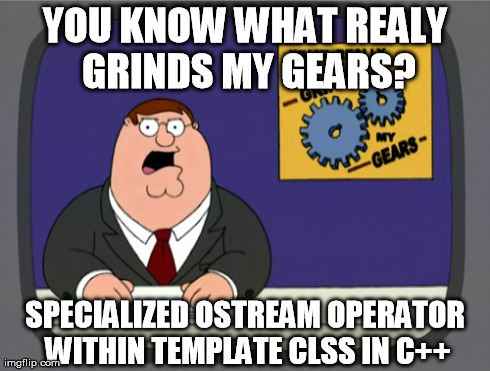 YOU KNOW WHAT REALY
GRINDS MY GEARS?
MY
GEARS
SPECIALIZED OSTREAM OPERATOR
WITHIN TEMPLATE CLSS IN C++
imgflip.com